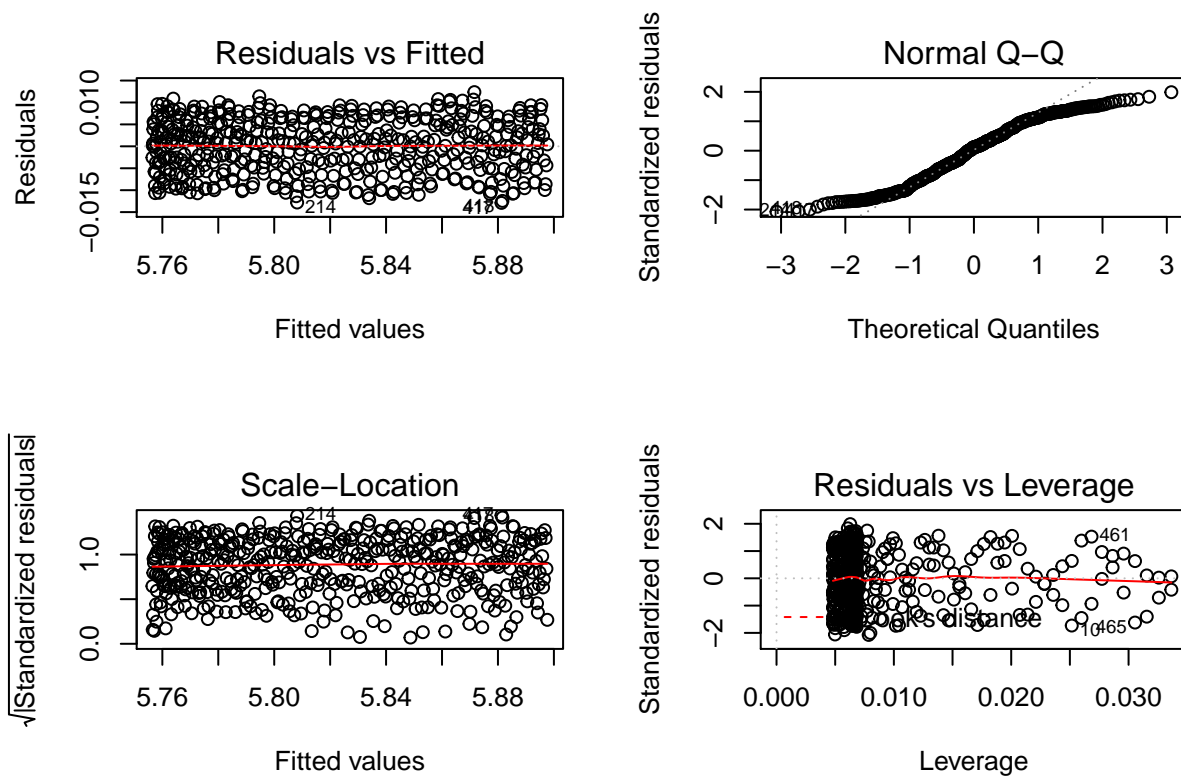 Residuals vs Fitted
Residuals
0.010
−0.015
214
5.76 5.80 5.84 5.88
Fitted values
Normal Q−Q
Standardized residuals
2
0
−2
−3 −2 −1 0 1 2 3
Theoretical Quantiles
Scale−Location
√|Standardized residuals|
1.0
0.0
214
5.76 5.80 5.84 5.88
Fitted values
Residuals vs Leverage
Standardized residuals
2
0
−2
461
10 465
Cook's distance
0.000 0.010 0.020 0.030
Leverage